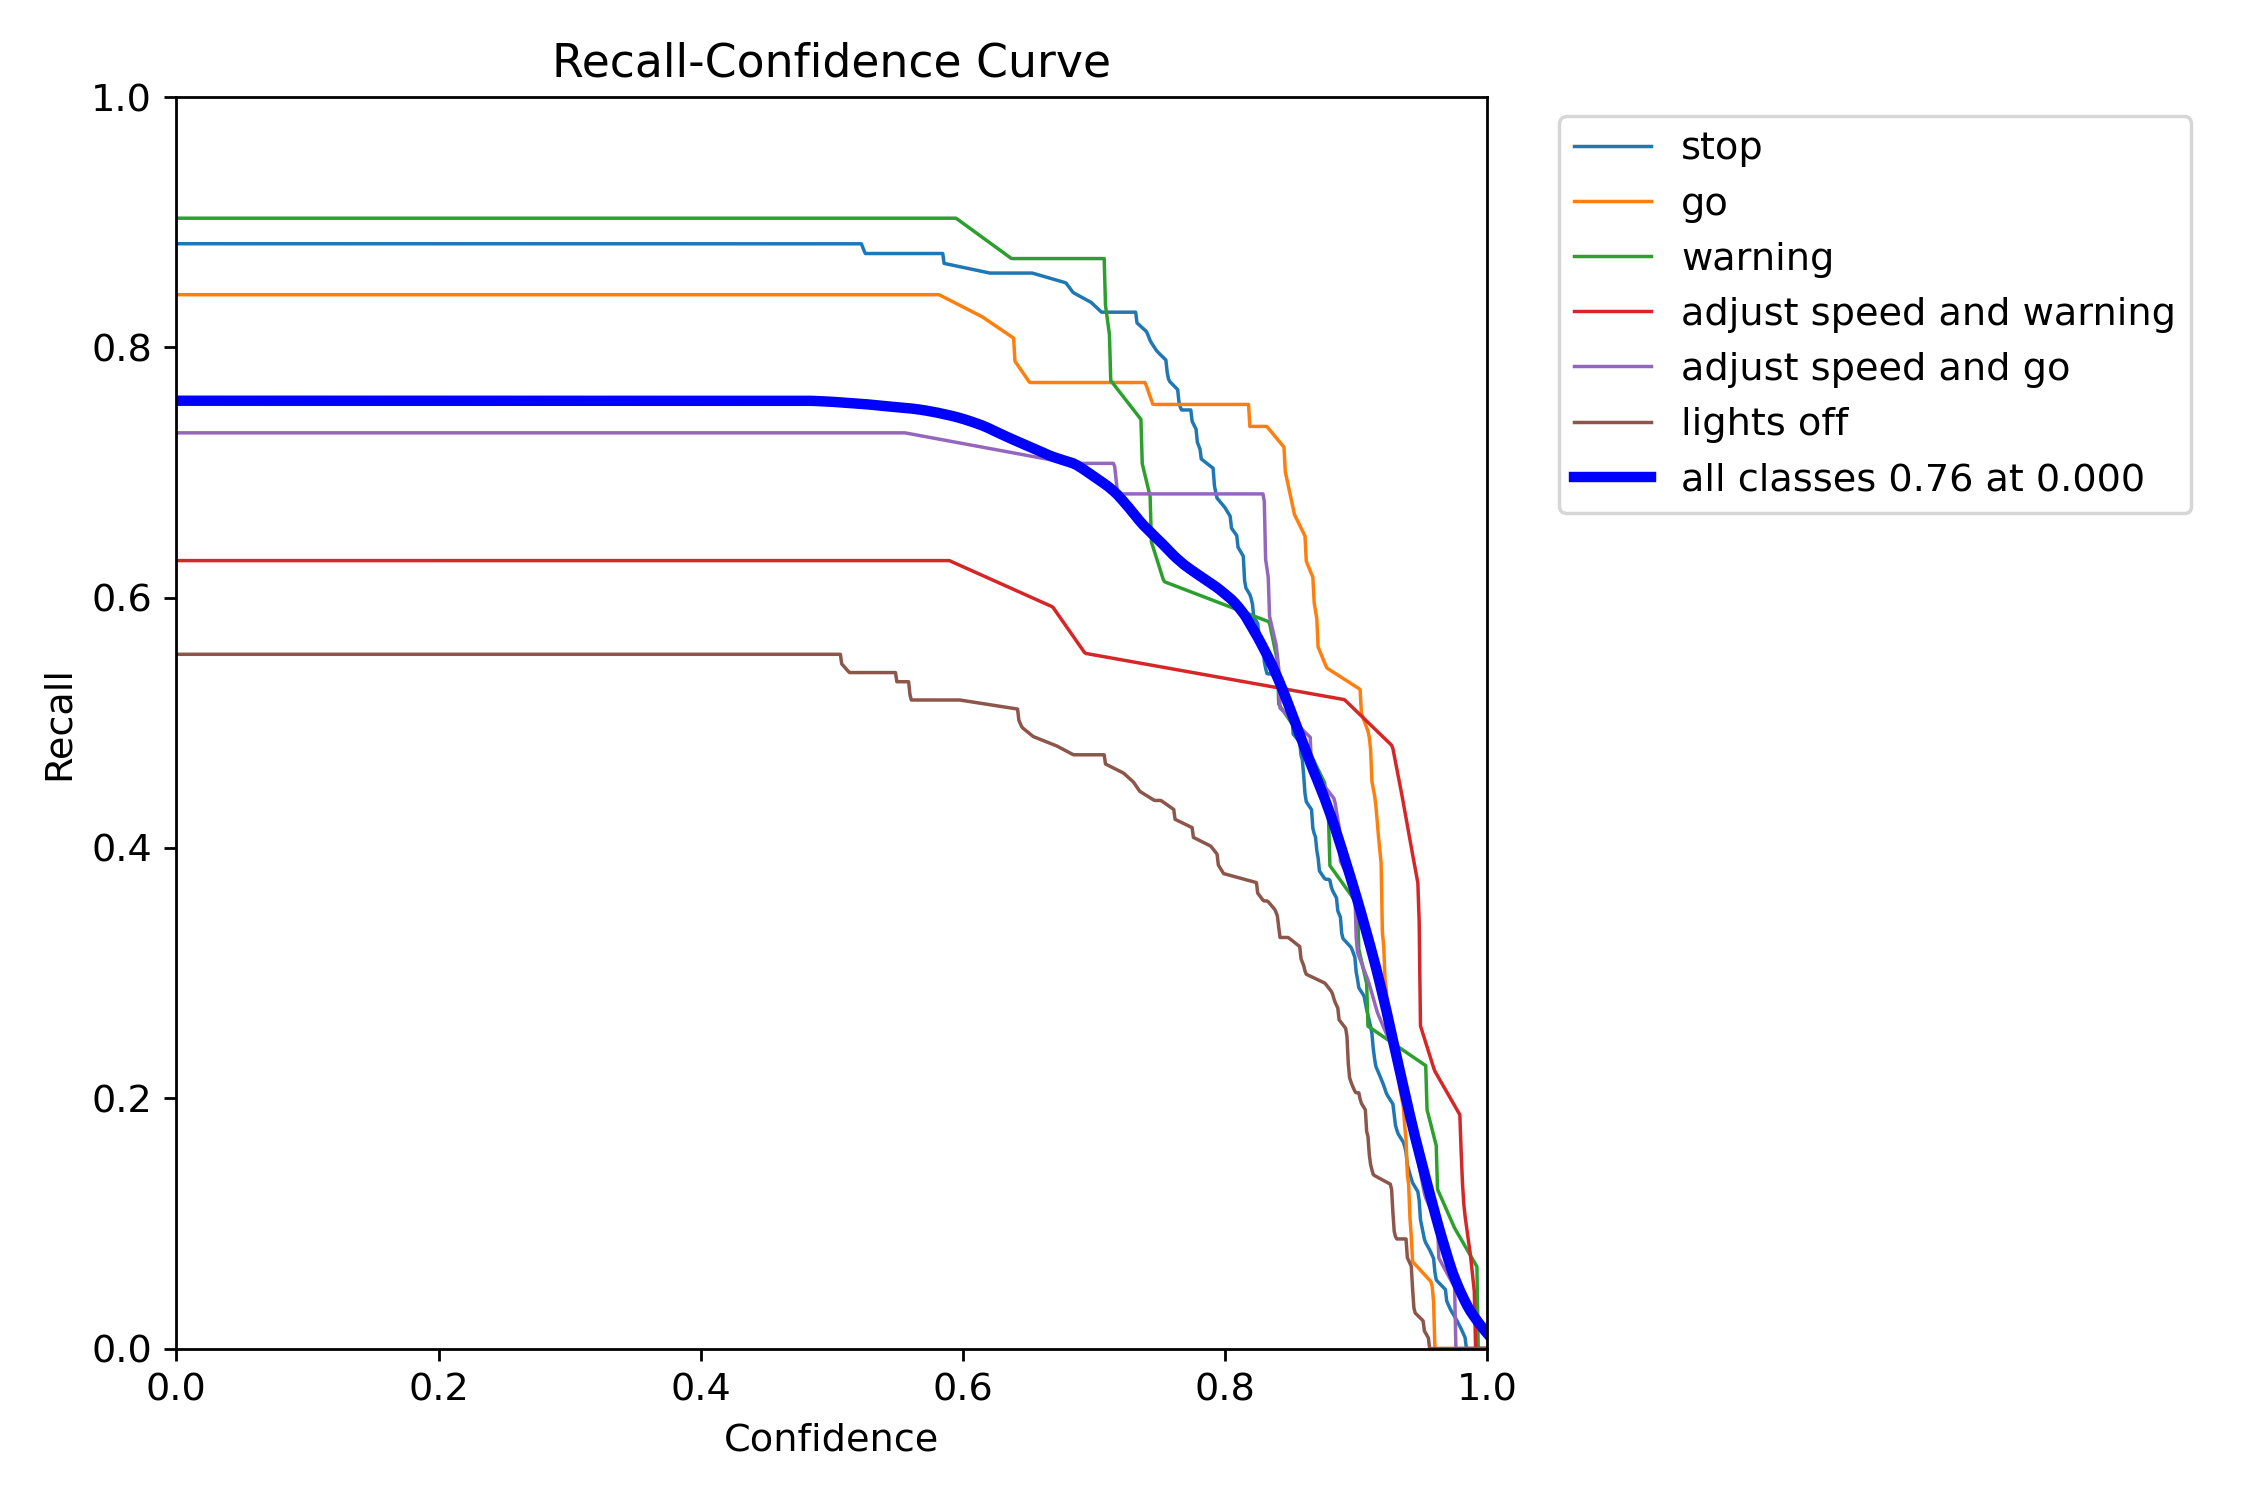 Recall-Confidence Curve
1.0
0.8
0.6
0.4
0.2
0.0
Recall
0.0 0.2 0.4 0.6 0.8 1.0
Confidence
stop
go
warning
adjust speed and warning
adjust speed and go
lights off
all classes 0.76 at 0.000